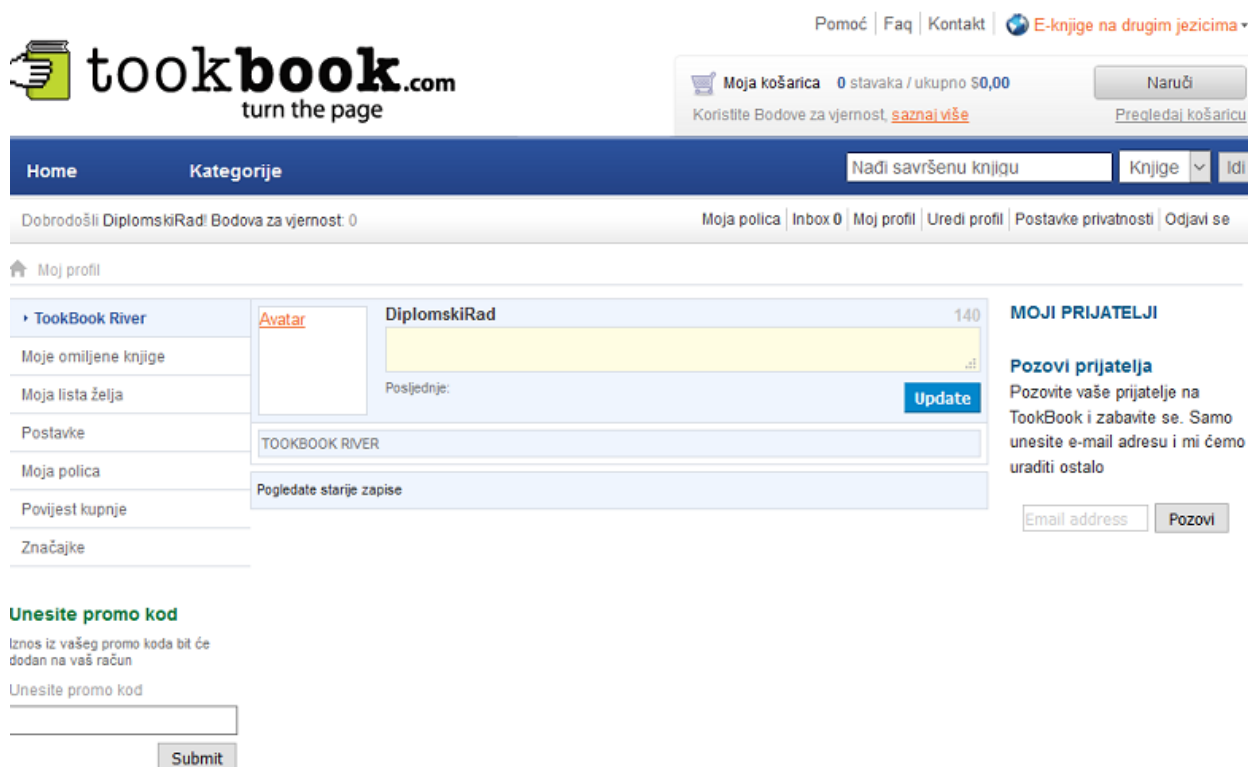 Pomoć Faq Kontakt E-knjige na drugim jezicima
tookbook.com
turn the page
Moja košarica 0 stavaka / ukupno $0,00 Naruči
Koristite Bodove za vjernost, saznaj više Pregledaj košaricu
Home Kategorije Nađi savršenu knjigu Knjige Idi
Dobrodošli DiplomskiRad! Bodova za vjernost: 0 Moja polica Inbox 0 Moj profil Uredi profil Postavke privatnosti Odjavi se
Moj profil
TookBook River
Moje omiljene knjige
Moja lista želja
Postavke
Moja polica
Povijest kupnje
Značajke
Unesite promo kod
Iznos iz vašeg promo koda bit će
dodan na vaš račun
Unesite promo kod
Submit
Avatar
DiplomskiRad 140
Posljednje:
Update
TOOKBOOK RIVER
Pogledate starije zapise
MOJI PRIJATELJI
Pozovi prijatelja
Pozovite vaše prijatelje na
TookBook i zabavite se. Samo
unesite e-mail adresu i mi ćemo
uraditi ostalo
Email address Pozovi